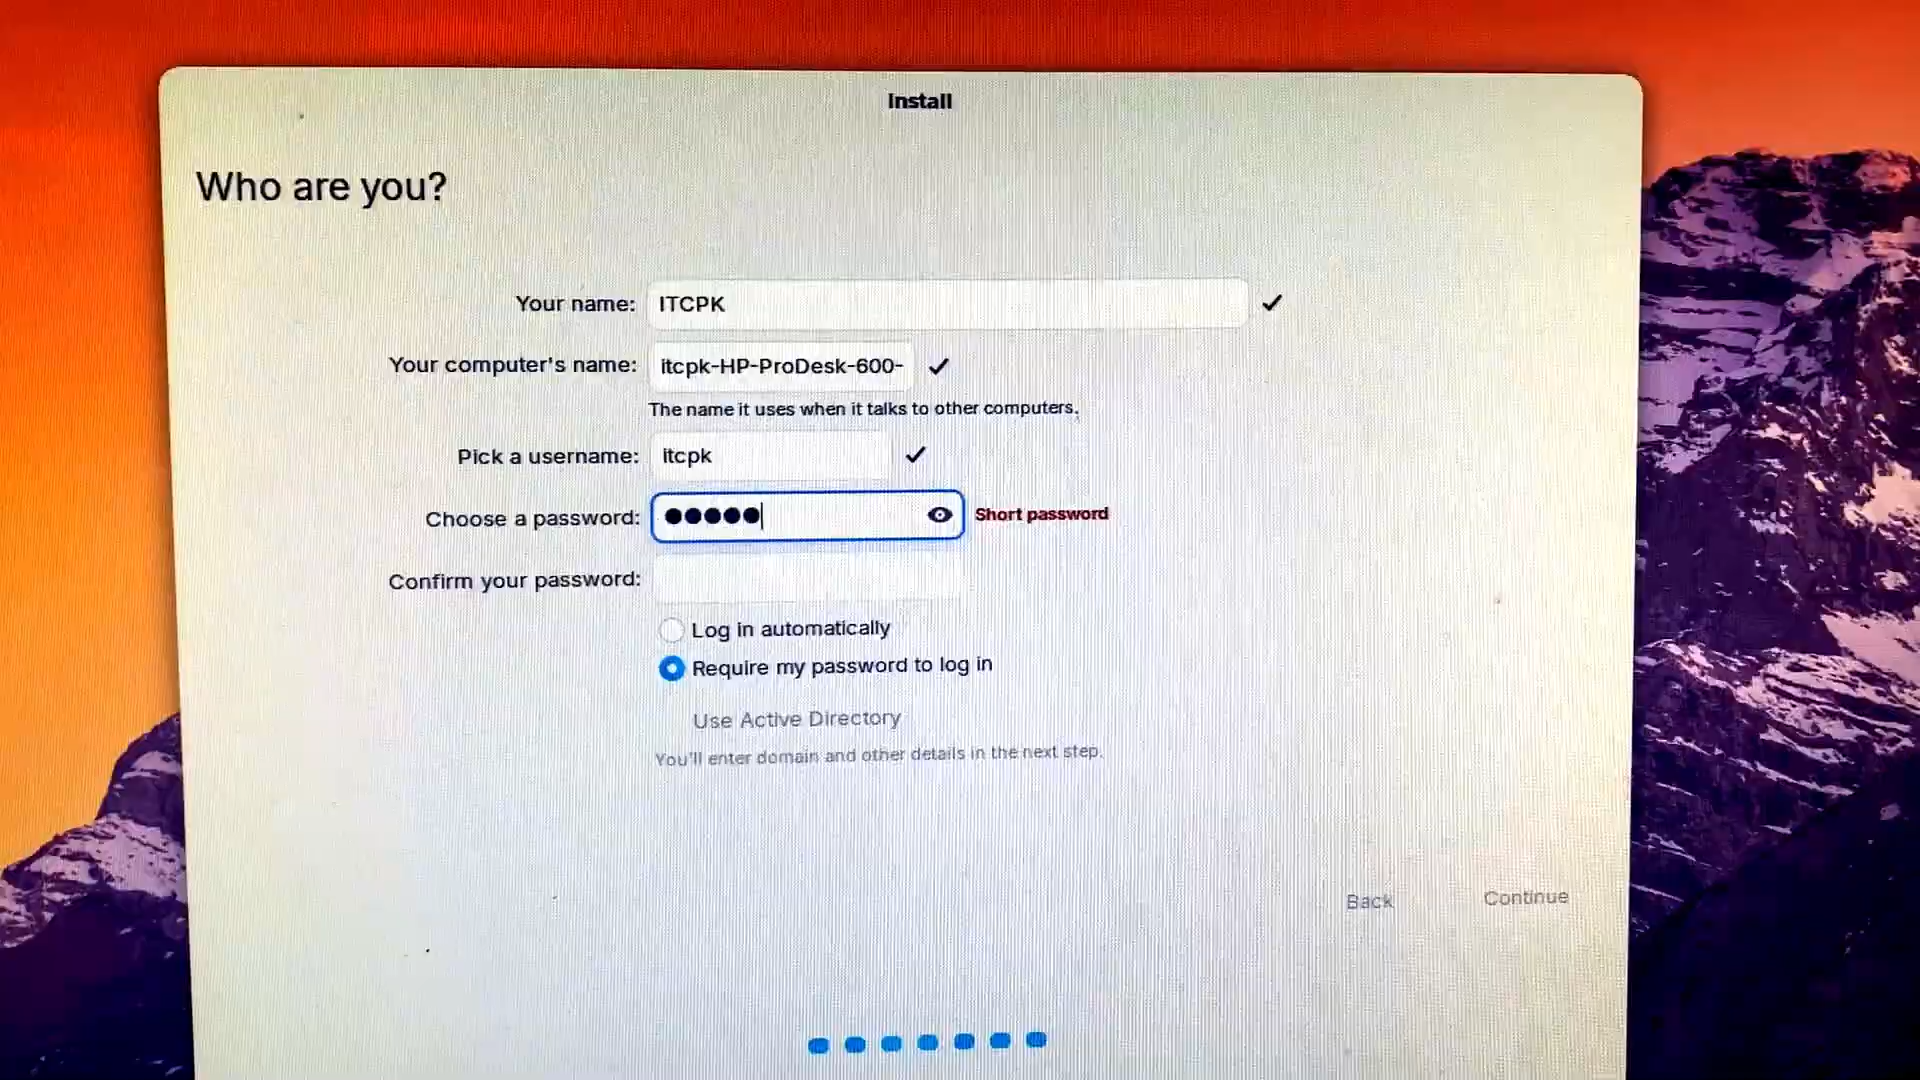 Install
Who are you?
Your name: ITCPK
Your computer's name: itcpk-HP-ProDesk-600-
The name it uses when it talks to other computers.
Pick a username: itcpk
Choose a password: ●●●●● Short password
Confirm your password:
Log in automatically
Require my password to log in
Use Active Directory
You'll enter domain and other details in the next step.
Back Continue